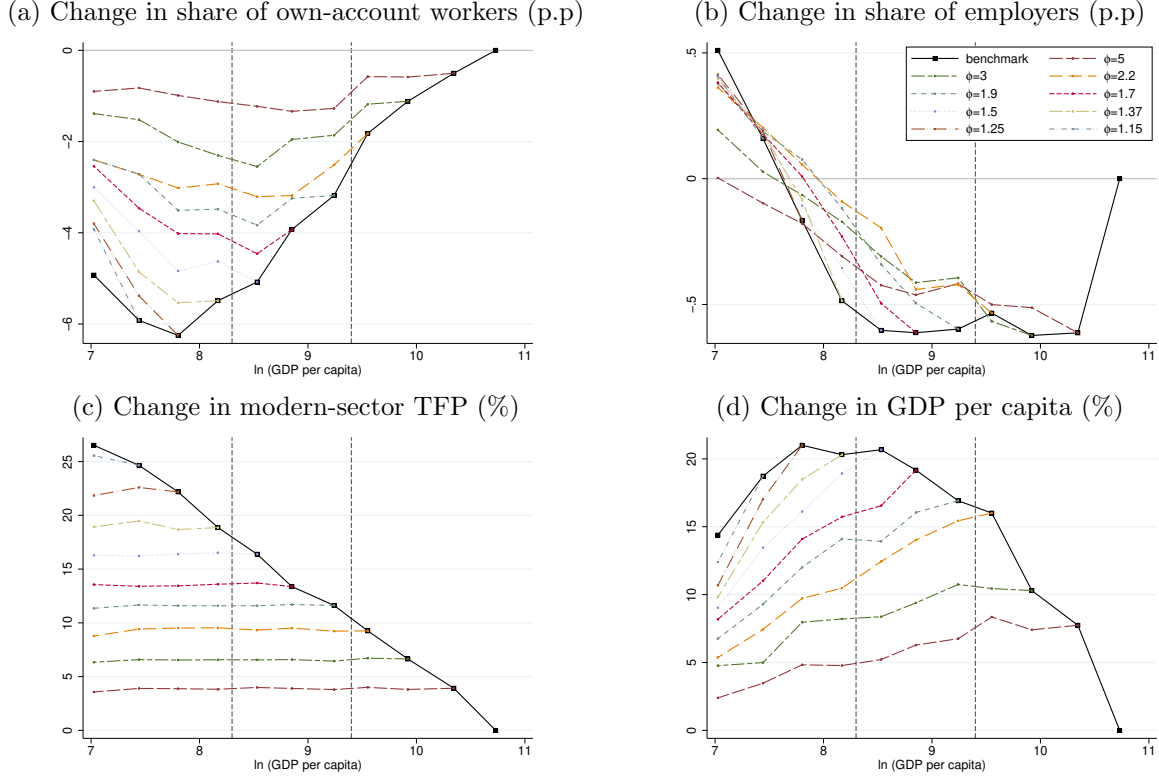 (a) Change in share of own-account workers (p.p)
0
-2
-4
-6
7 8 9 10 11
ln (GDP per capita)
(b) Change in share of employers (p.p)
.5
0
-.5
benchmark ϕ=5
ϕ=3 ϕ=2.2
ϕ=1.9 ϕ=1.7
ϕ=1.5 ϕ=1.37
ϕ=1.25 ϕ=1.15
7 8 9 10 11
ln (GDP per capita)
(c) Change in modern-sector TFP (%)
25
20
15
10
5
0
7 8 9 10 11
ln (GDP per capita)
(d) Change in GDP per capita (%)
20
15
10
5
0
7 8 9 10 11
ln (GDP per capita)